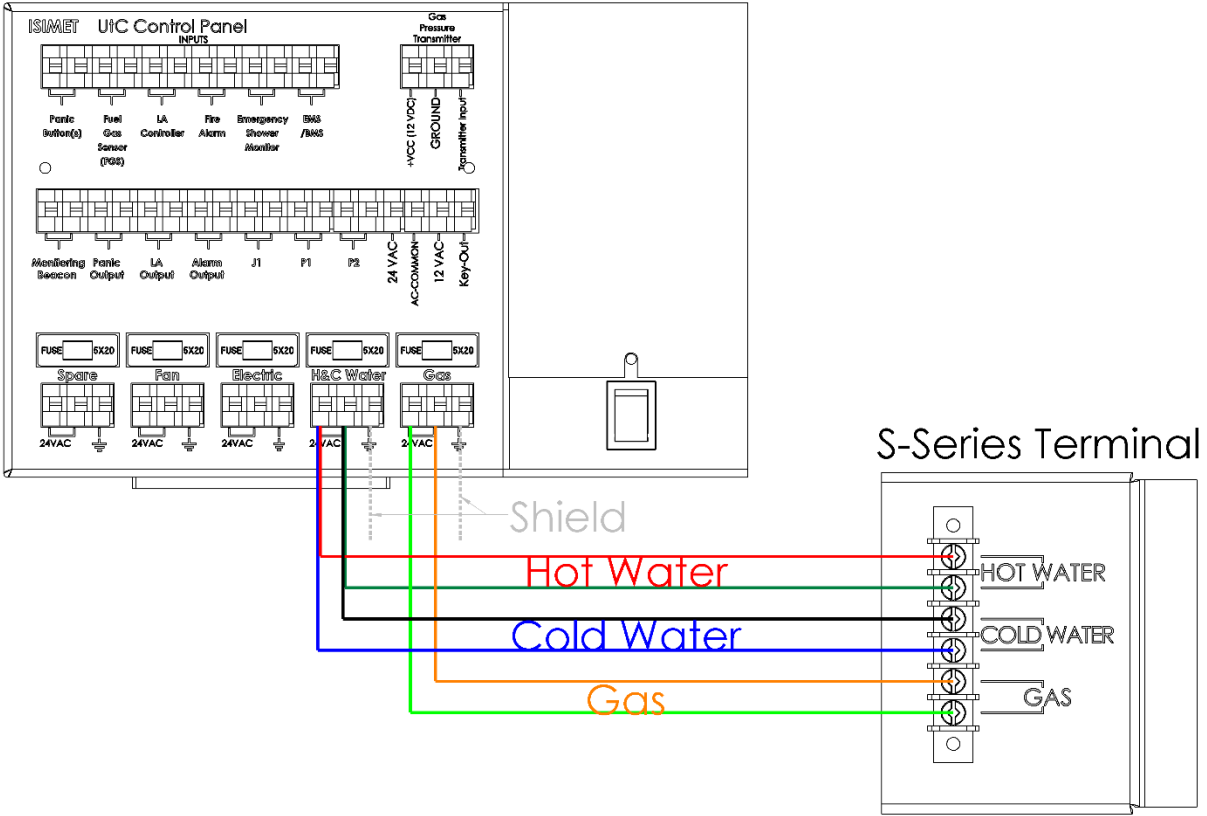 ISIMET UtC Control Panel
INPUTS
Gas
Pressure
Transmitter
Panic
Button(s)
Fuel
Gas
Sensor
(FGS)
LA
Controller
Fire
Alarm
Emergency
Shower
Monitor
EMS
/BMS
+VCC (12 VDC)
GROUND
Transmitter Input
Monitoring
Beacon
Panic
Output
LA
Output
Alarm
Output
J1
P1
P2
24 VAC
AC-COMMON
12 VAC
Key-Out
FUSE 5X20
FUSE 5X20
FUSE 5X20
FUSE 5X20
FUSE 5X20
Spare
Fan
Electric
H&C Water
Gas
24VAC
24VAC
24VAC
24VAC
24VAC
S-Series Terminal
Shield
Hot Water
HOT WATER
Cold Water
COLD WATER
Gas
GAS